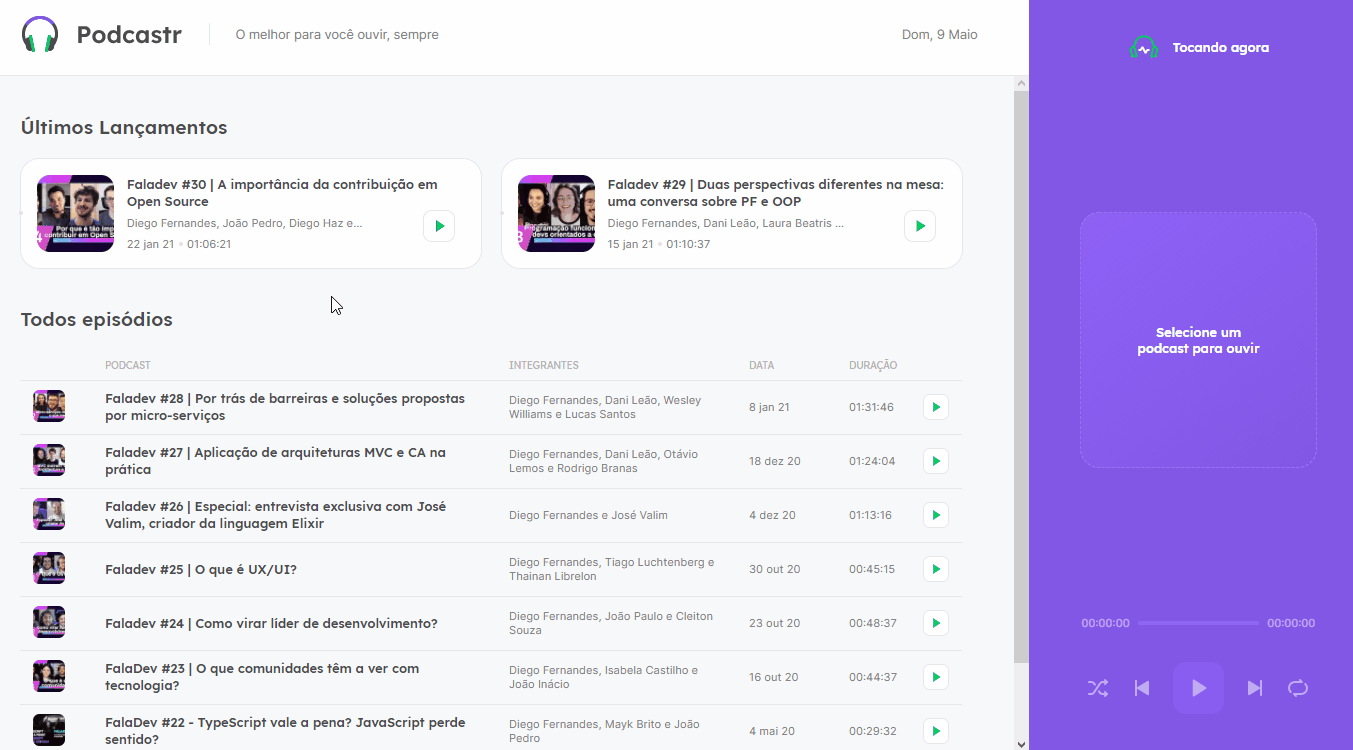 Podcastr
O melhor para você ouvir, sempre
Dom, 9 Maio
Tocando agora
Últimos Lançamentos
Faladev #30 | A importância da contribuição em
Open Source
Diego Fernandes, João Pedro, Diego Haz e...
22 jan 21 • 01:06:21
Por que é tão imp
contribuir em Open S
Faladev #29 | Duas perspectivas diferentes na mesa:
uma conversa sobre PF e OOP
Diego Fernandes, Dani Leão, Laura Beatris ...
15 jan 21 • 01:10:37
Programação funcion
devs orientados a
Selecione um
podcast para ouvir
Todos episódios
PODCAST INTEGRANTES DATA DURAÇÃO
Faladev #28 | Por trás de barreiras e soluções propostas
por micro-serviços
Diego Fernandes, Dani Leão, Wesley
Williams e Lucas Santos
8 jan 21
01:31:46
Faladev #27 | Aplicação de arquiteturas MVC e CA na
prática
Diego Fernandes, Dani Leão, Otávio
Lemos e Rodrigo Branas
18 dez 20
01:24:04
Faladev #26 | Especial: entrevista exclusiva com José
Valim, criador da linguagem Elixir
Diego Fernandes e José Valim
4 dez 20
01:13:16
Faladev #25 | O que é UX/UI?
Diego Fernandes, Tiago Luchtenberg e
Thainan Librelon
30 out 20
00:45:15
Faladev #24 | Como virar líder de desenvolvimento?
Diego Fernandes, João Paulo e Cleiton
Souza
23 out 20
00:48:37
FalaDev #23 | O que comunidades têm a ver com
tecnologia?
Diego Fernandes, Isabela Castilho e
João Inácio
16 out 20
00:44:37
FalaDev #22 - TypeScript vale a pena? JavaScript perde
sentido?
Diego Fernandes, Mayk Brito e João
Pedro
4 mai 20
00:29:32
00:00:00 00:00:00